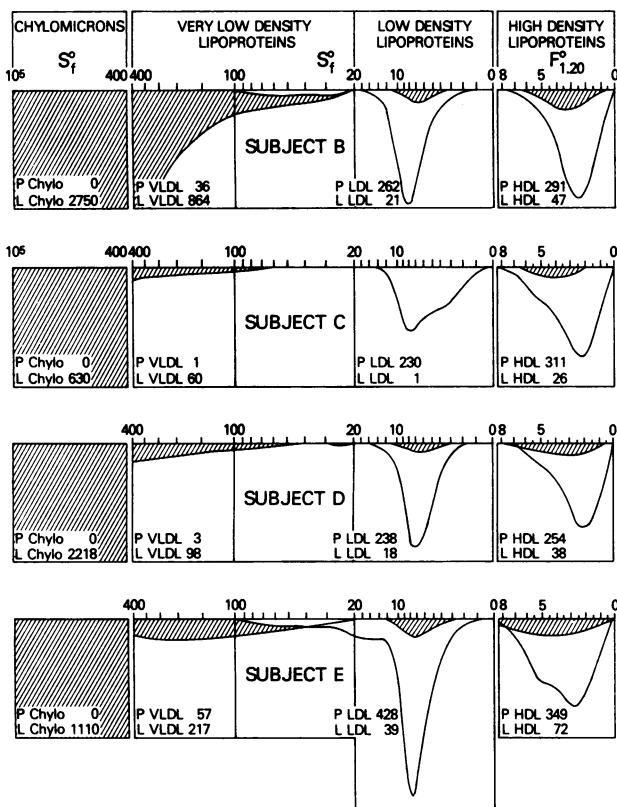 CHYLOMICRONS VERY LOW DENSITY LIPOPROTEINS LOW DENSITY LIPOPROTEINS HIGH DENSITY LIPOPROTEINS
S°f S°f F°1.20
10⁵ 400 400 100 20 10 0 8 5 0
SUBJECT B
P Chylo 0 P VLDL 36 P LDL 262 P HDL 291
L Chylo 2750 L VLDL 864 L LDL 21 L HDL 47
10⁵ 400 400 100 20 10 0 8 5 0
SUBJECT C
P Chylo 0 P VLDL 1 P LDL 230 P HDL 311
L Chylo 630 L VLDL 60 L LDL 1 L HDL 26
400 100 20 10 0 8 5 0
SUBJECT D
P Chylo 0 P VLDL 3 P LDL 238 P HDL 254
L Chylo 2218 L VLDL 98 L LDL 18 L HDL 38
400 100 20 10 0 8 5 0
SUBJECT E
P Chylo 0 P VLDL 57 P LDL 428 P HDL 349
L Chylo 1110 L VLDL 217 L LDL 39 L HDL 72